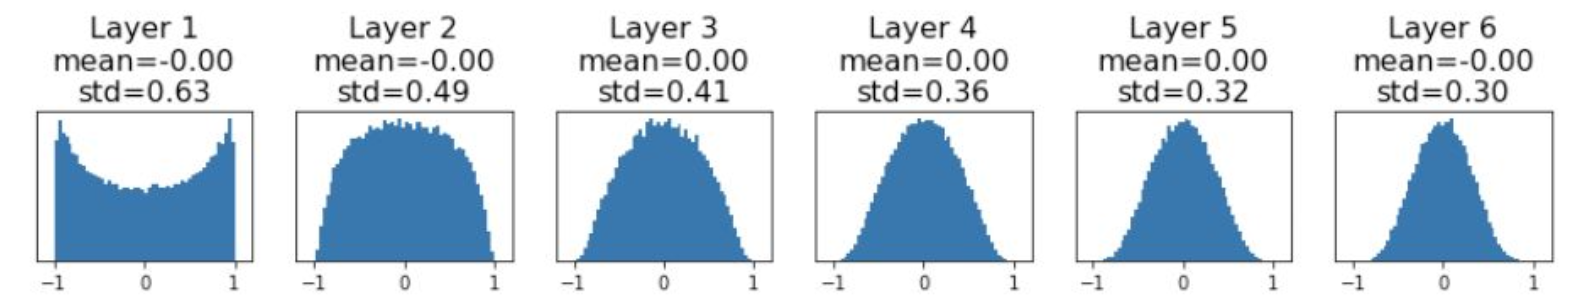 Layer 1
mean=-0.00
std=0.63
Layer 2
mean=-0.00
std=0.49
Layer 3
mean=0.00
std=0.41
Layer 4
mean=0.00
std=0.36
Layer 5
mean=0.00
std=0.32
Layer 6
mean=-0.00
std=0.30
−1 0 1
−1 0 1
−1 0 1
−1 0 1
−1 0 1
−1 0 1